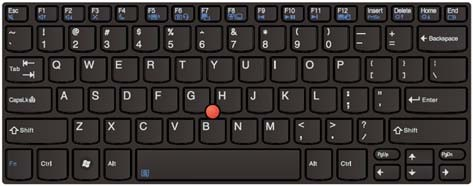 Esc F1 F2 F3 F4 F5 F6 F7 F8 F9 F10 F11 F12 Insert Delete Home End
~ ` ! 1 @ 2 # 3 $ 4 % 5 ^ 6 & 7 * 8 ( 9 ) 0 _ - + = Backspace
Tab Q W E R T Y U I O P { [ } ] | \
CapsLk A S D F G H J K L : ; " ' Enter
Shift Z X C V B N M < , > . ? / Shift
Fn Ctrl Alt Alt Ctrl PgUp PgDn